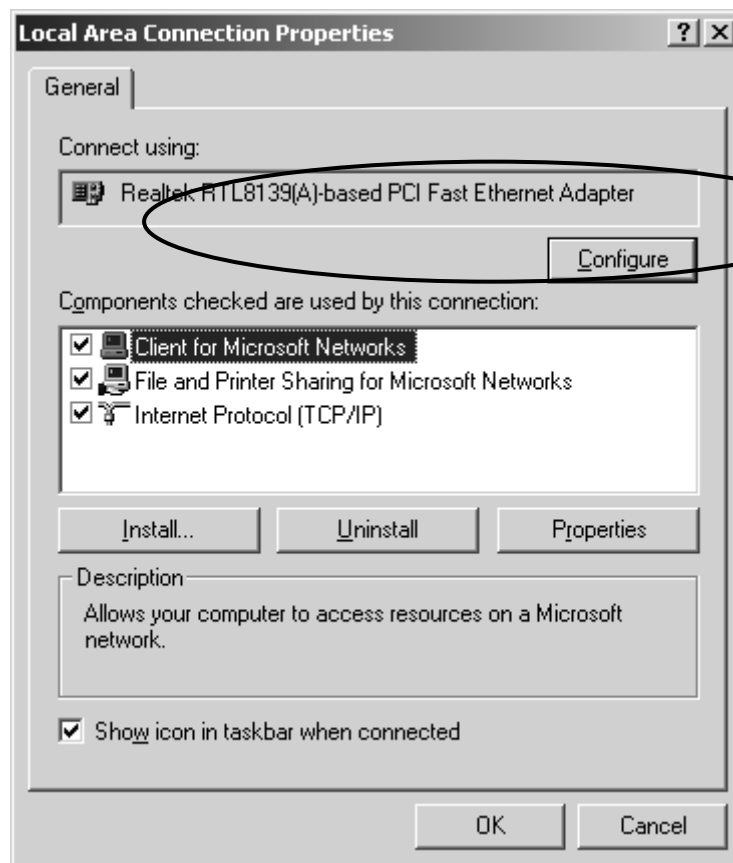 Local Area Connection Properties
General
Connect using:
Realtek RTL8139(A)-based PCI Fast Ethernet Adapter
Configure
Components checked are used by this connection:
Client for Microsoft Networks
File and Printer Sharing for Microsoft Networks
Internet Protocol (TCP/IP)
Install... Uninstall Properties
Description
Allows your computer to access resources on a Microsoft
network.
Show icon in taskbar when connected
OK Cancel